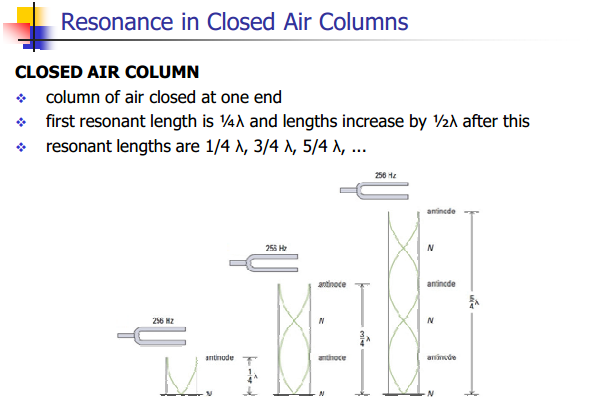 Resonance in Closed Air Columns
CLOSED AIR COLUMN
column of air closed at one end
first resonant length is ¼λ and lengths increase by ½λ after this
resonant lengths are 1/4 λ, 3/4 λ, 5/4 λ, ...
256 Hz
antinode
N
255 Hz
antinode
256 Hz
N
antinode
N
3/4 λ
5/4 λ
antinode
antinode
antinode
1/4 λ
N
N
N